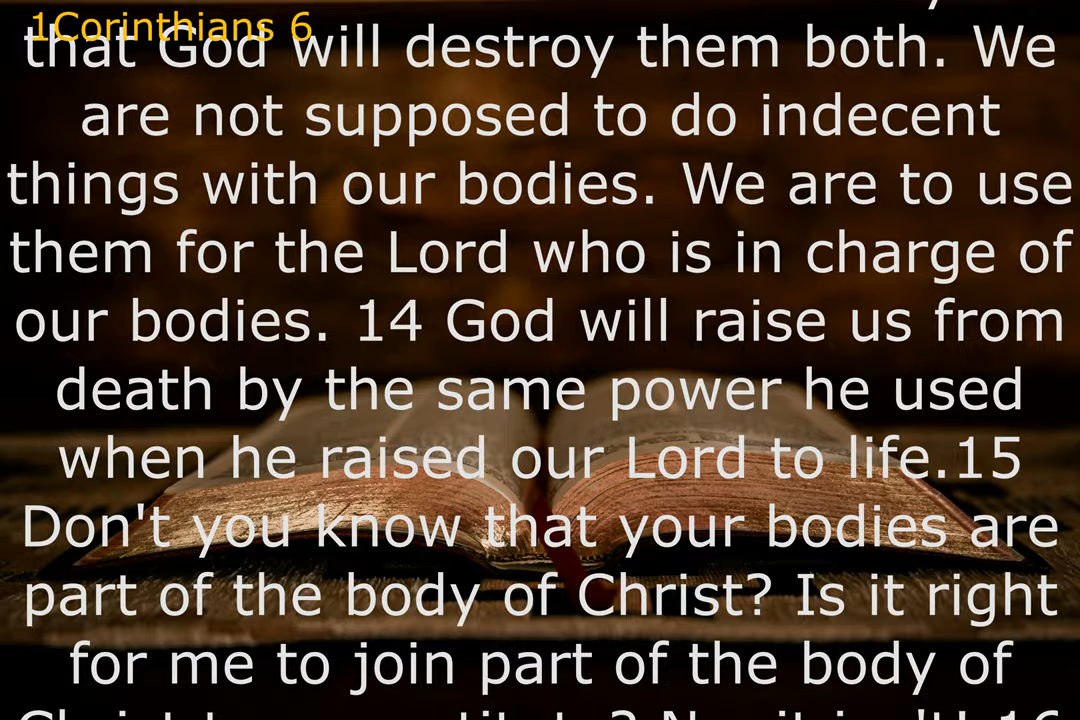 1Corinthians 6
that God will destroy them both. We
are not supposed to do indecent
things with our bodies. We are to use
them for the Lord who is in charge of
our bodies. 14 God will raise us from
death by the same power he used
when he raised our Lord to life.15
Don't you know that your bodies are
part of the body of Christ? Is it right
for me to join part of the body of